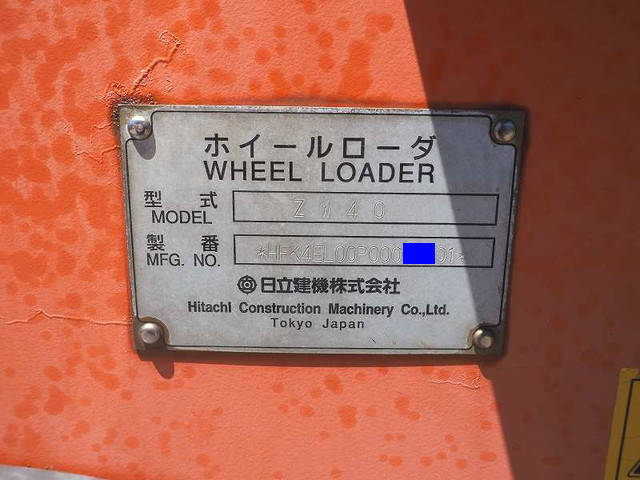 ホイールローダ
WHEEL LOADER
型式 ZW40
MODEL
製番
MFG. NO.
日立建機株式会社
Hitachi Construction Machinery Co.,Ltd.
Tokyo Japan